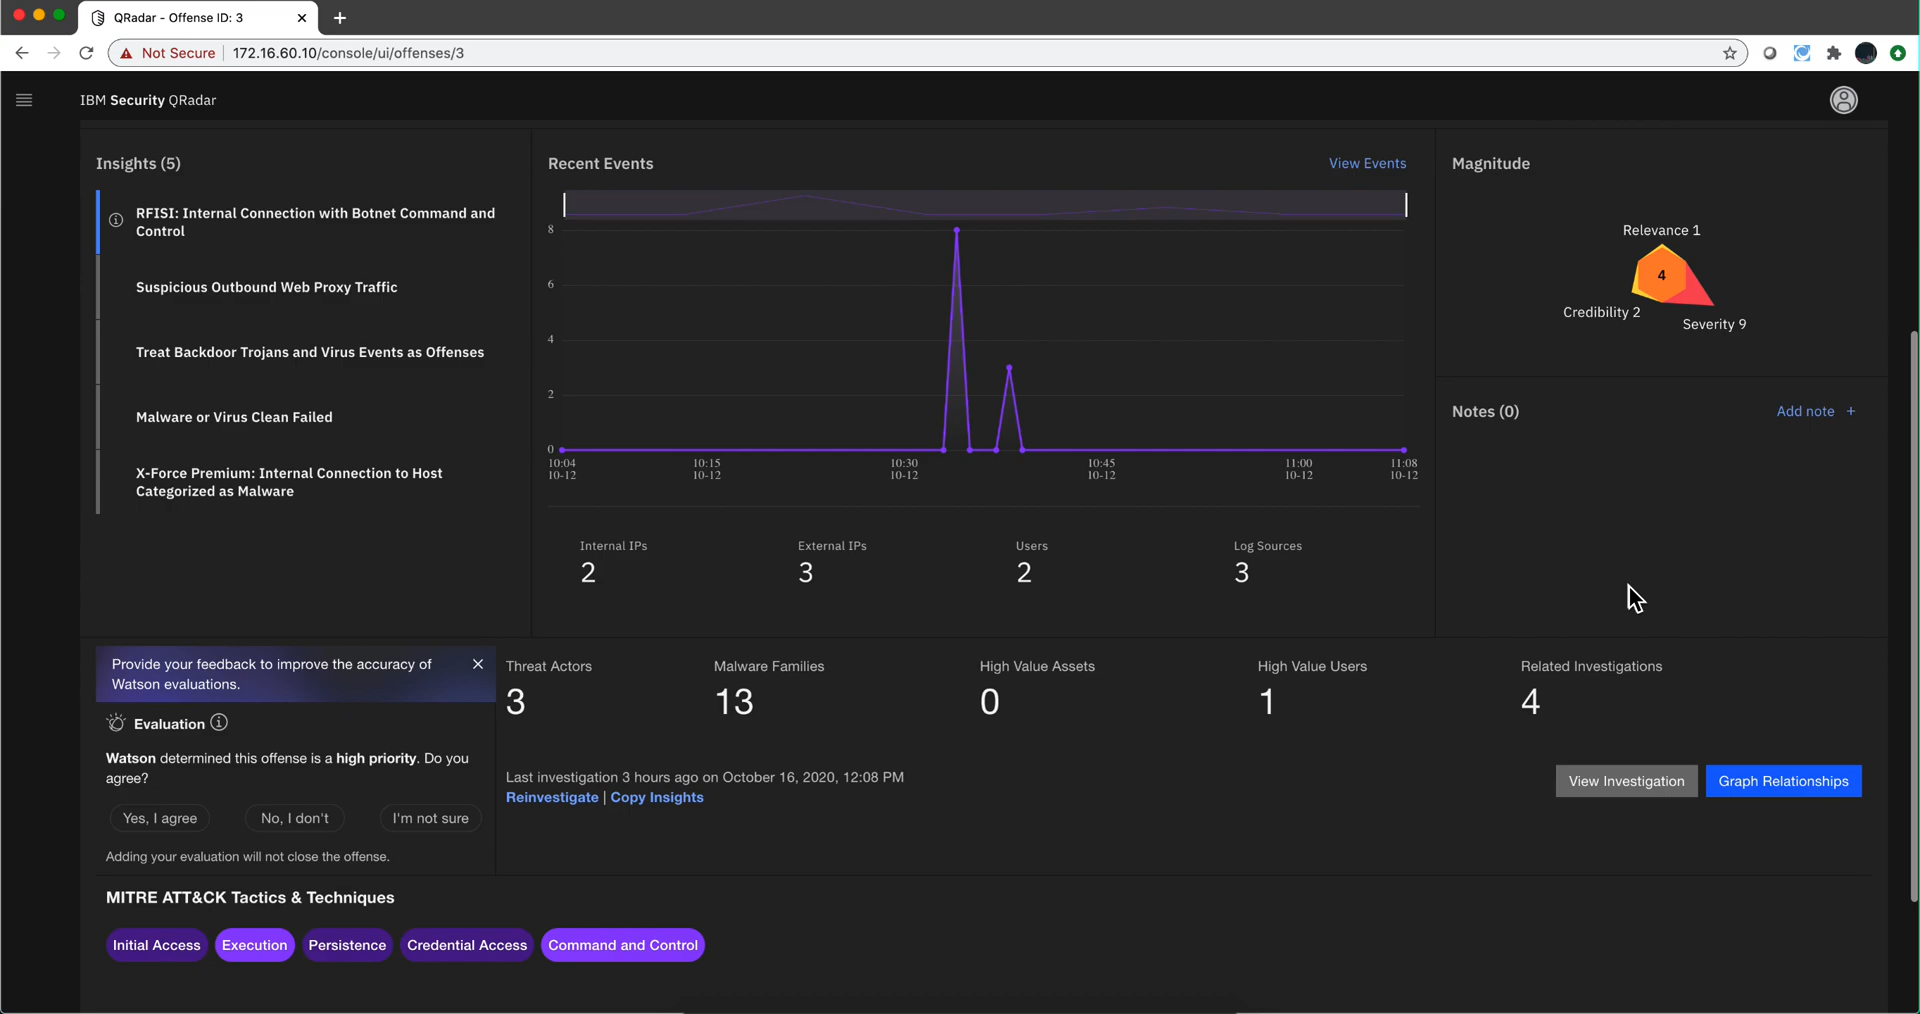 QRadar - Offense ID: 3
Not Secure 172.16.60.10/console/ui/offenses/3
IBM Security QRadar
Insights (5)
RFISI: Internal Connection with Botnet Command and
Control
Suspicious Outbound Web Proxy Traffic
Treat Backdoor Trojans and Virus Events as Offenses
Malware or Virus Clean Failed
X-Force Premium: Internal Connection to Host
Categorized as Malware
Recent Events
View Events
8
6
4
2
0
10:04 10:15 10:30 10:45 11:00 11:08
10-12 10-12 10-12 10-12 10-12 10-12
Internal IPs External IPs Users Log Sources
2 3 2 3
Magnitude
Relevance 1
4
Credibility 2
Severity 9
Notes (0)
Add note +
Provide your feedback to improve the accuracy of
Watson evaluations.
Evaluation
Watson determined this offense is a high priority. Do you
agree?
Yes, I agree No, I don't I'm not sure
Adding your evaluation will not close the offense.
Threat Actors Malware Families High Value Assets High Value Users Related Investigations
3 13 0 1 4
Last investigation 3 hours ago on October 16, 2020, 12:08 PM
Reinvestigate | Copy Insights
View Investigation Graph Relationships
MITRE ATT&CK Tactics & Techniques
Initial Access Execution Persistence Credential Access Command and Control